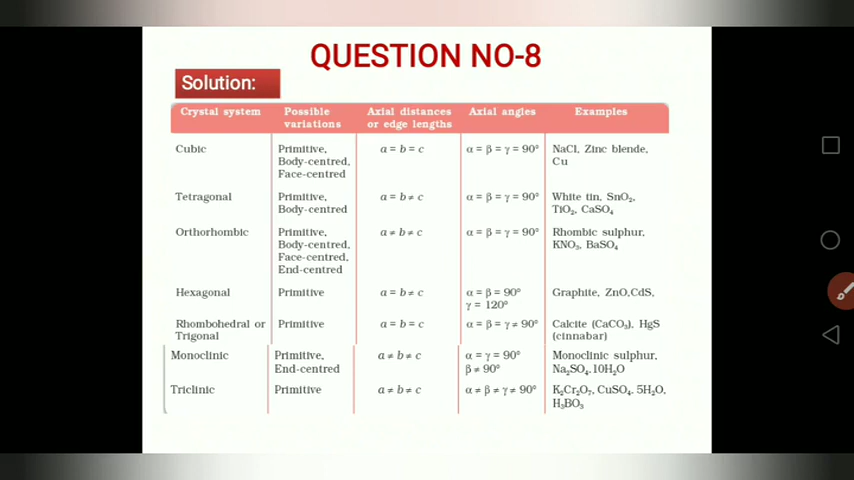 QUESTION NO-8
Solution:
Crystal system Possible variations Axial distances or edge lengths Axial angles Examples
Cubic Primitive, Body-centred, Face-centred a = b = c α = β = γ = 90° NaCl, Zinc blende, Cu
Tetragonal Primitive, Body-centred a = b ≠ c α = β = γ = 90° White tin, SnO₂, TiO₂, CaSO₄
Orthorhombic Primitive, Body-centred, Face-centred, End-centred a ≠ b ≠ c α = β = γ = 90° Rhombic sulphur, KNO₃, BaSO₄
Hexagonal Primitive a = b ≠ c α = β = 90° γ = 120° Graphite, ZnO,CdS,
Rhombohedral or Trigonal Primitive a = b = c α = β = γ ≠ 90° Calcite (CaCO₃), HgS (cinnabar)
Monoclinic Primitive, End-centred a ≠ b ≠ c α = γ = 90° β ≠ 90° Monoclinic sulphur, Na₂SO₄.10H₂O
Triclinic Primitive a ≠ b ≠ c α ≠ β ≠ γ ≠ 90° K₂Cr₂O₇, CuSO₄. 5H₂O, H₃BO₃